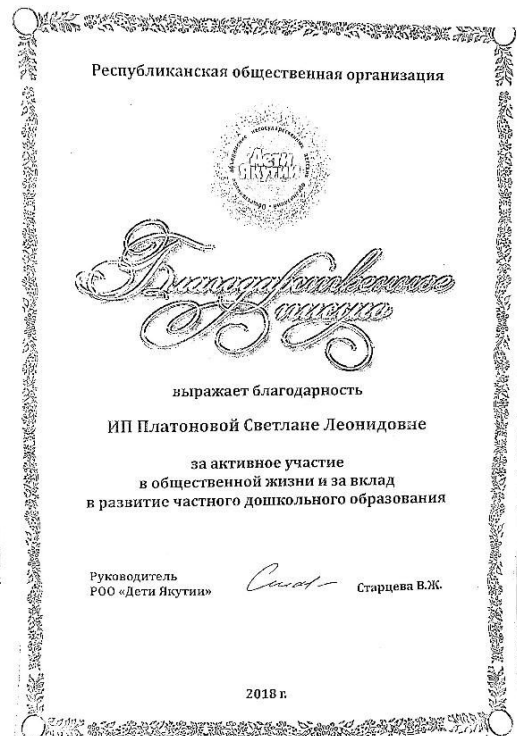 Республиканская общественная организация
Дети
Якутии
Благодарственное
письмо
выражает благодарность
ИП Платоновой Светлане Леонидовне
за активное участие
в общественной жизни и за вклад
в развитие частного дошкольного образования
Руководитель
РОО «Дети Якутии»
Старцева В.Ж.
2018 г.